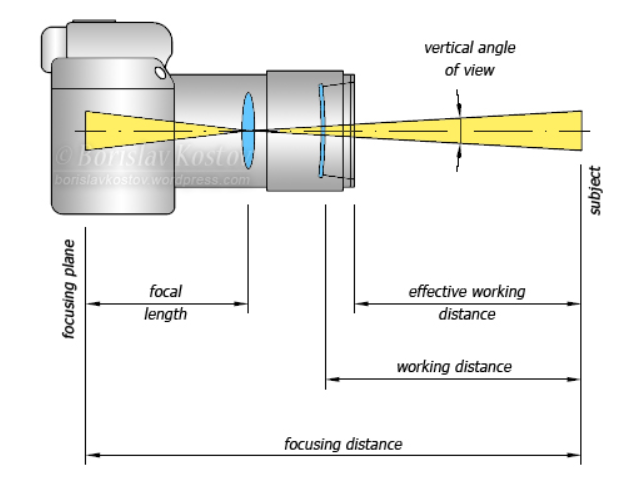 vertical angle
of view
© Borislav Kostov
borislavkostov.wordpress.com
focusing plane
subject
focal
length
effective working
distance
working distance
focusing distance